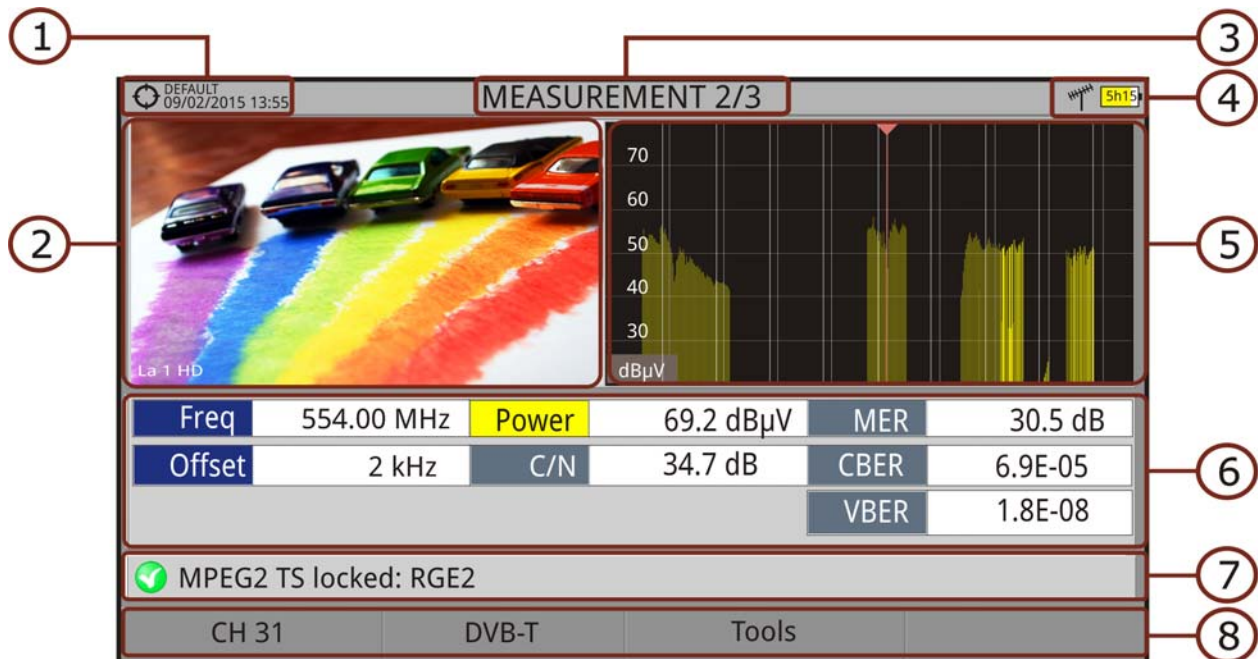 1
3
DEFAULT
09/02/2015 13:55
MEASUREMENT 2/3
5h15
4
2
La 1 HD
70
60
50
40
30
dBµV
5
Freq 554.00 MHz Power 69.2 dBµV MER 30.5 dB
Offset 2 kHz C/N 34.7 dB CBER 6.9E-05
VBER 1.8E-08
6
MPEG2 TS locked: RGE2
7
CH 31 DVB-T Tools
8